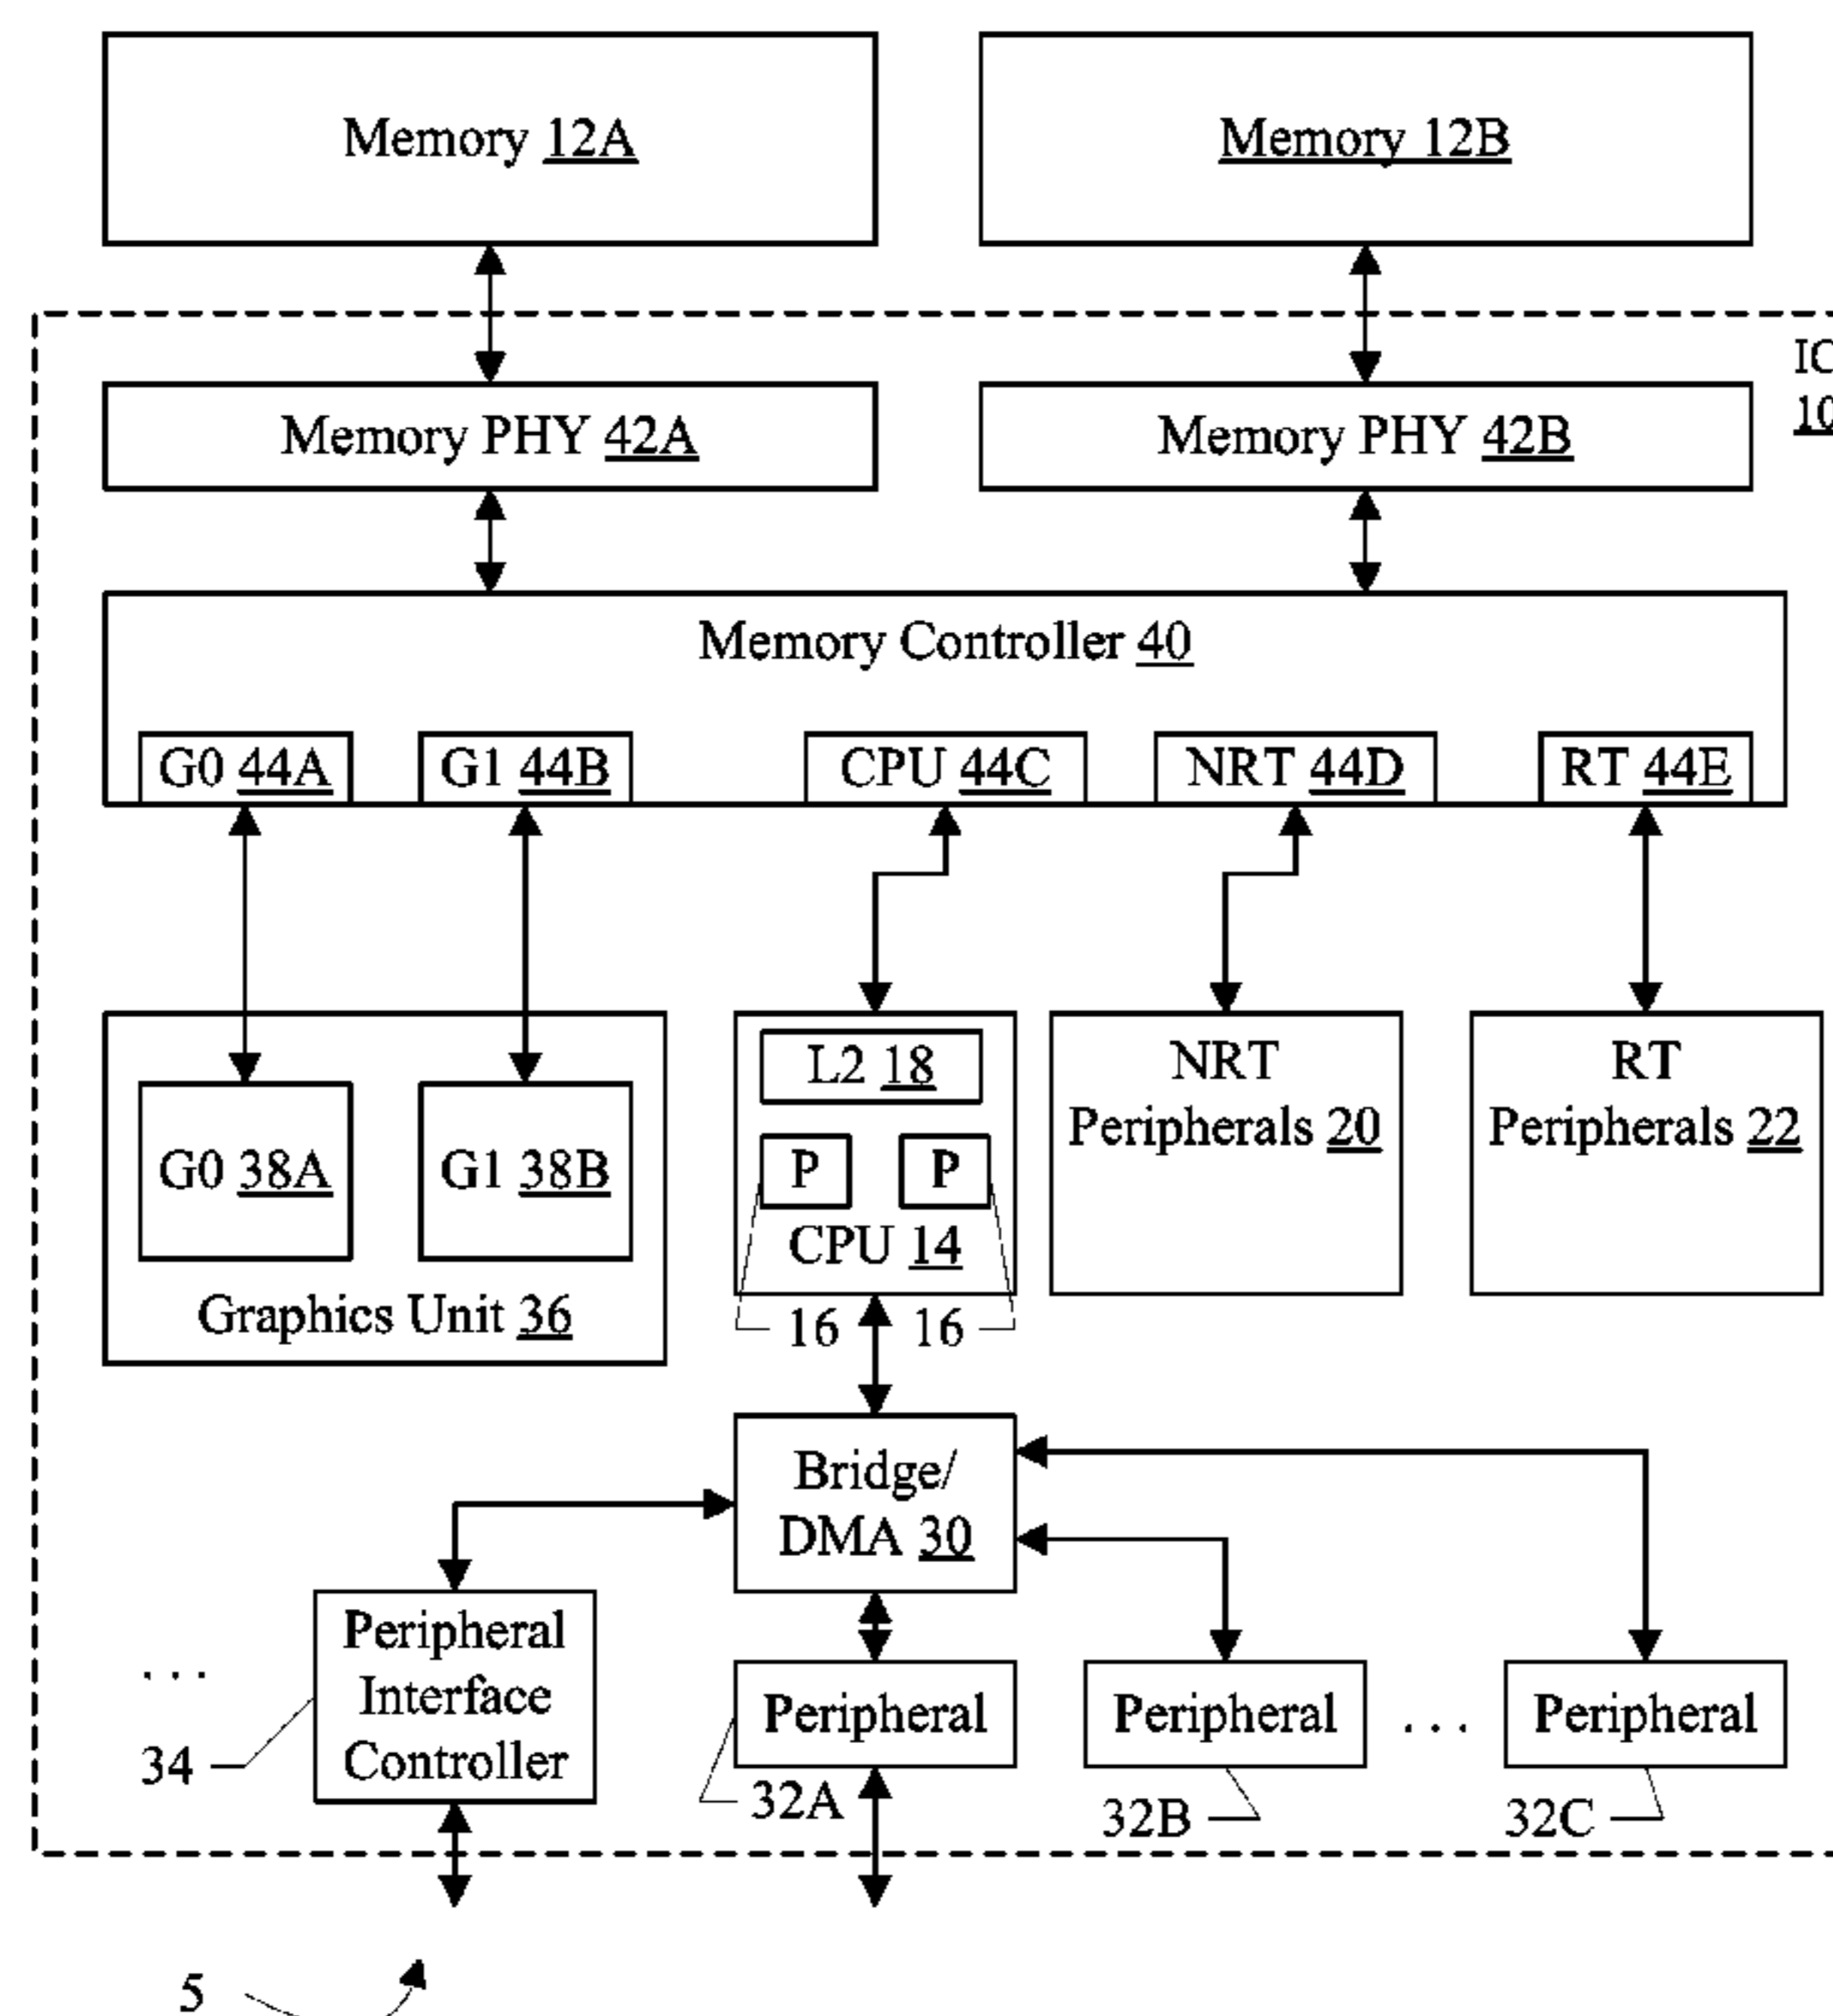 Memory 12A
Memory 12B
IC
10
Memory PHY 42A
Memory PHY 42B
Memory Controller 40
G0 44A
G1 44B
CPU 44C
NRT 44D
RT 44E
G0 38A
G1 38B
Graphics Unit 36
L2 18
P
P
CPU 14
16
16
NRT
Peripherals 20
RT
Peripherals 22
Bridge/
DMA 30
. . .
34
Peripheral
Interface
Controller
Peripheral
32A
Peripheral
32B
. . .
Peripheral
32C
5